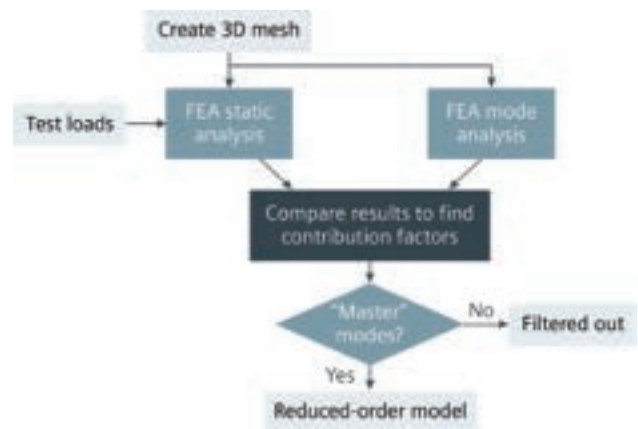 Create 3D mesh
Test loads
FEA static
analysis
FEA mode
analysis
Compare results to find
contribution factors
"Master"
modes?
No
Filtered out
Yes
Reduced-order model